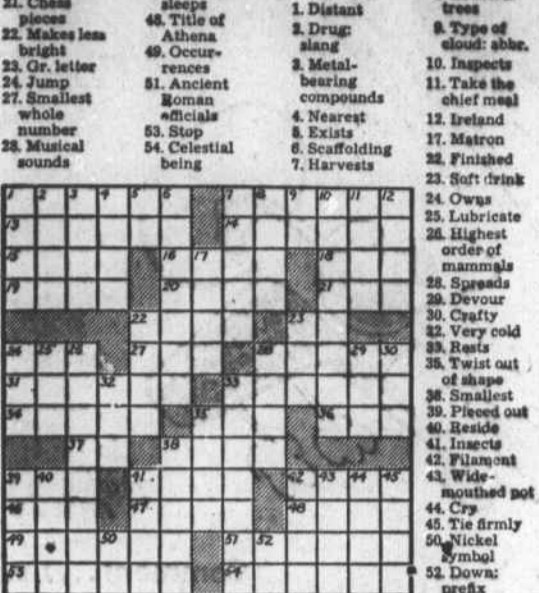 21. Chess
pieces
22. Makes less
bright
23. Gr. letter
24. Jump
27. Smallest
whole
number
28. Musical
sounds
sleeps
48. Title of
Athena
49. Occur-
rences
51. Ancient
Roman
officials
53. Stop
54. Celestial
being
1. Distant
2. Drug:
slang
3. Metal-
bearing
compounds
4. Nearest
5. Exists
6. Scaffolding
7. Harvests
trees
9. Type of
cloud: abbr.
10. Inspects
11. Take the
chief meal
12. Ireland
17. Matron
22. Finished
23. Soft drink
24. Owns
25. Lubricate
26. Highest
order of
mammals
28. Spreads
29. Devour
30. Crafty
32. Very cold
33. Rests
35. Twist out
of shape
38. Smallest
39. Pieced out
40. Reside
41. Insects
42. Filament
43. Wide-
mouthed pot
44. Cry
45. Tie firmly
50. Nickel
symbol
52. Down:
prefix
1 2 3 4 5 6 7 8 9 10 11 12
13 14
15 16 17 18
19 20 21
22 23
24 25 26 27 28 29 30
31 32 33
34 35 36
37 38
39 40 41 42 43 44 45
46 47 48
49 50 51 52
53 54